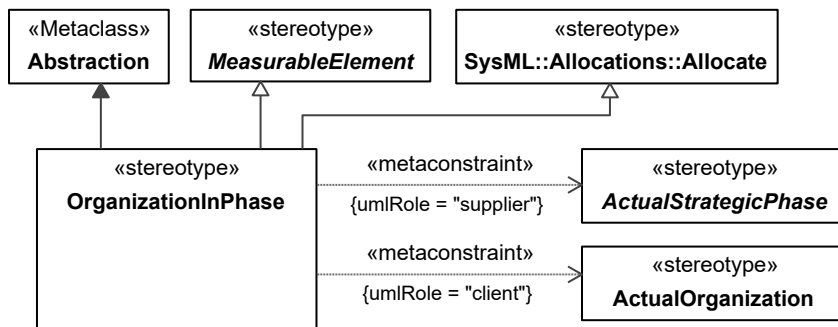 «Metaclass»
Abstraction
«stereotype»
MeasurableElement
«stereotype»
SysML::Allocations::Allocate
«stereotype»
OrganizationInPhase
«metaconstraint»
{umlRole = "supplier"}
«stereotype»
ActualStrategicPhase
«metaconstraint»
{umlRole = "client"}
«stereotype»
ActualOrganization